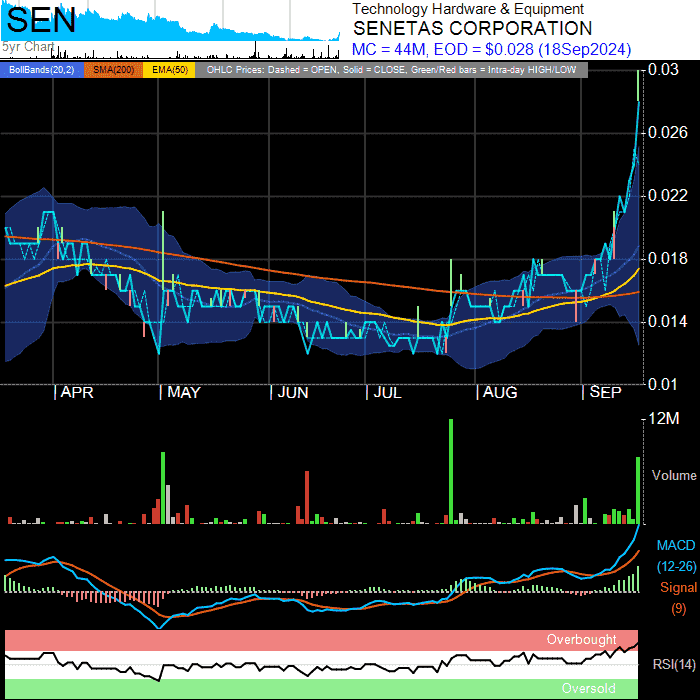 SEN
5yr Chart
Technology Hardware & Equipment
SENETAS CORPORATION
MC = 44M, EOD = $0.028 (18Sep2024)
BollBands(20,2) SMA(200) EMA(50) OHLC Prices: Dashed = OPEN, Solid = CLOSE, Green/Red bars = Intra-day HIGH/LOW
0.03
0.026
0.022
0.018
0.014
0.01
APR MAY JUN JUL AUG SEP
12M
Volume
MACD
(12-26)
Signal
(9)
Overbought
RSI(14)
Oversold